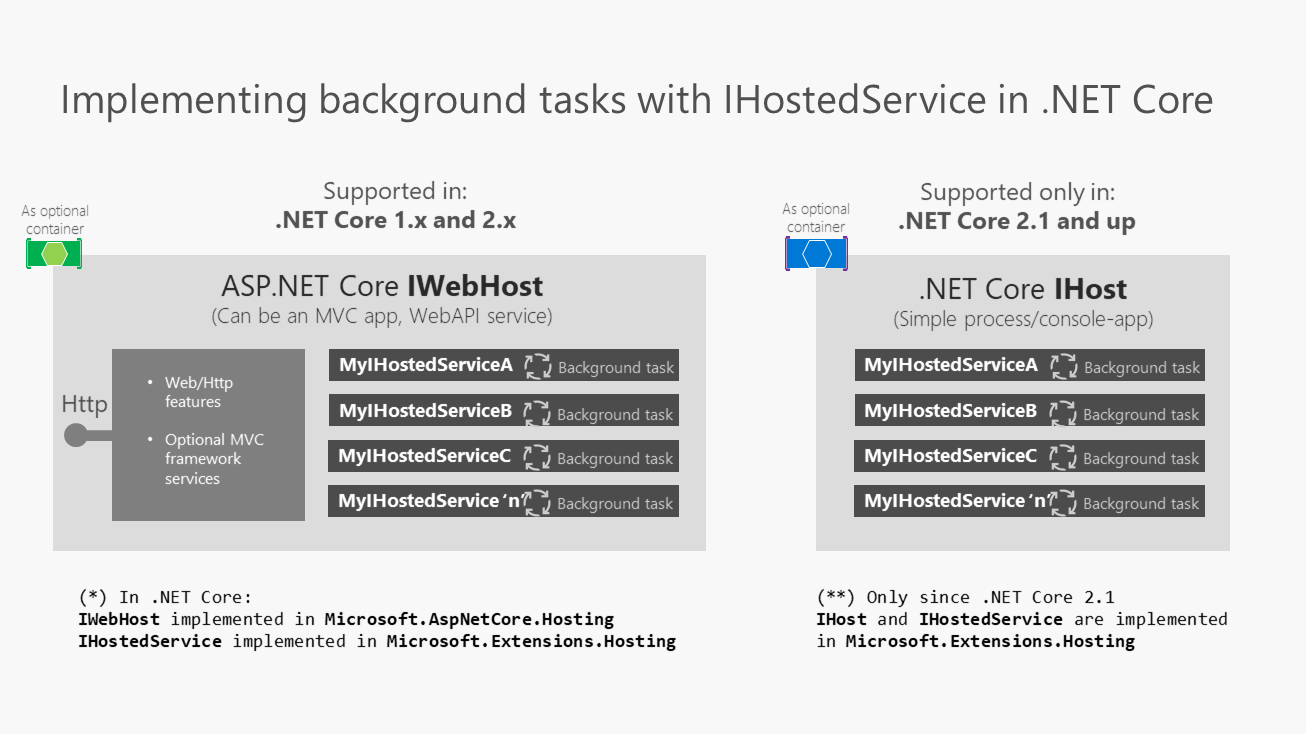 Implementing background tasks with IHostedService in .NET Core
Supported in:
.NET Core 1.x and 2.x
As optional
container
ASP.NET Core IWebHost
(Can be an MVC app, WebAPI service)
Http
• Web/Http
features
• Optional MVC
framework
services
MyIHostedServiceA Background task
MyIHostedServiceB Background task
MyIHostedServiceC Background task
MyIHostedService ‘n’ Background task
(*) In .NET Core:
IWebHost implemented in Microsoft.AspNetCore.Hosting
IHostedService implemented in Microsoft.Extensions.Hosting
Supported only in:
.NET Core 2.1 and up
As optional
container
.NET Core IHost
(Simple process/console-app)
MyIHostedServiceA Background task
MyIHostedServiceB Background task
MyIHostedServiceC Background task
MyIHostedService ‘n’ Background task
(**) Only since .NET Core 2.1
IHost and IHostedService are implemented
in Microsoft.Extensions.Hosting